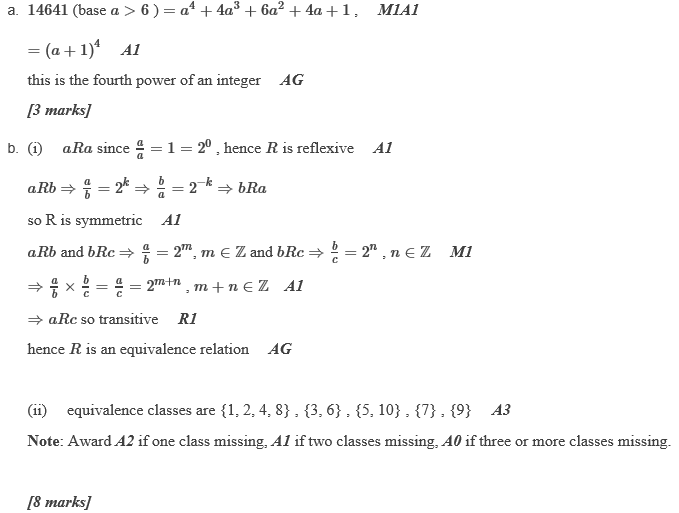 a. 14641 (base a > 6 ) = a⁴ + 4a³ + 6a² + 4a + 1 , M1A1
= (a + 1)⁴ A1
this is the fourth power of an integer AG
[3 marks]
b. (i) aRa since a/a = 1 = 2⁰ , hence R is reflexive A1
aRb ⇒ a/b = 2ᵏ ⇒ b/a = 2⁻ᵏ ⇒ bRa
so R is symmetric A1
aRb and bRc ⇒ a/b = 2ᵐ, m ∈ ℤ and bRc ⇒ b/c = 2ⁿ , n ∈ ℤ M1
⇒ a/b × b/c = a/c = 2ᵐ⁺ⁿ , m + n ∈ ℤ A1
⇒ aRc so transitive R1
hence R is an equivalence relation AG
(ii) equivalence classes are {1, 2, 4, 8} , {3, 6} , {5, 10} , {7} , {9} A3
Note: Award A2 if one class missing, A1 if two classes missing, A0 if three or more classes missing.
[8 marks]